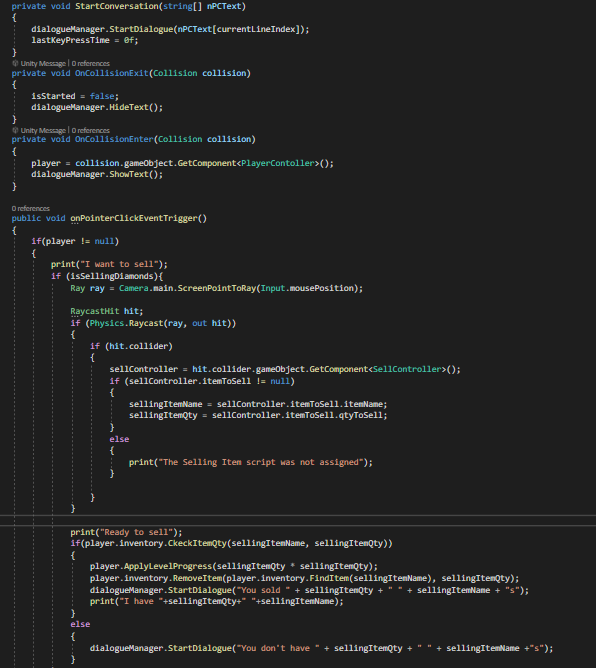 private void StartConversation(string[] nPCText)
{
dialogueManager.StartDialogue(nPCText[currentLineIndex]);
lastKeyPressTime = 0f;
}
Unity Message | 0 references
private void OnCollisionExit(Collision collision)
{
isStarted = false;
dialogueManager.HideText();
}
Unity Message | 0 references
private void OnCollisionEnter(Collision collision)
{
player = collision.gameObject.GetComponent<PlayerContoller>();
dialogueManager.ShowText();
}
0 references
public void onPointerClickEventTrigger()
{
if(player != null)
{
print("I want to sell");
if (isSellingDiamonds){
Ray ray = Camera.main.ScreenPointToRay(Input.mousePosition);
RaycastHit hit;
if (Physics.Raycast(ray, out hit))
{
if (hit.collider)
{
sellController = hit.collider.gameObject.GetComponent<SellController>();
if (sellController.itemToSell != null)
{
sellingItemName = sellController.itemToSell.itemName;
sellingItemQty = sellController.itemToSell.qtyToSell;
}
else
{
print("The Selling Item script was not assigned");
}
}
}
print("Ready to sell");
if(player.inventory.CkeckItemQty(sellingItemName, sellingItemQty))
{
player.ApplyLevelProgress(sellingItemQty * sellingItemQty);
player.inventory.RemoveItem(player.inventory.FindItem(sellingItemName), sellingItemQty);
dialogueManager.StartDialogue("You sold " + sellingItemQty + " " + sellingItemName + "s");
print("I have "+sellingItemQty+" "+sellingItemName);
}
else
{
dialogueManager.StartDialogue("You don't have " + sellingItemQty + " " + sellingItemName +"s");
}